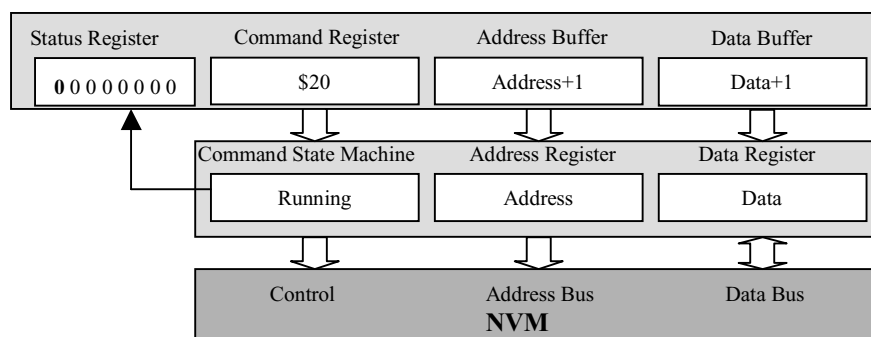 Status Register Command Register Address Buffer Data Buffer
0 0 0 0 0 0 0 0 $20 Address+1 Data+1
Command State Machine Address Register Data Register
Running Address Data
Control Address Bus Data Bus
NVM